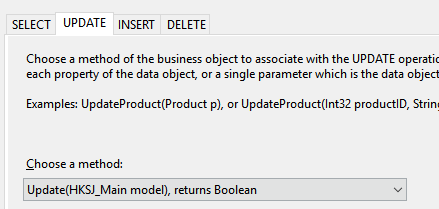 SELECT UPDATE INSERT DELETE
Choose a method of the business object to associate with the UPDATE operatio
each property of the data object, or a single parameter which is the data object
Examples: UpdateProduct(Product p), or UpdateProduct(Int32 productID, String
Choose a method:
Update(HKSJ_Main model), returns Boolean